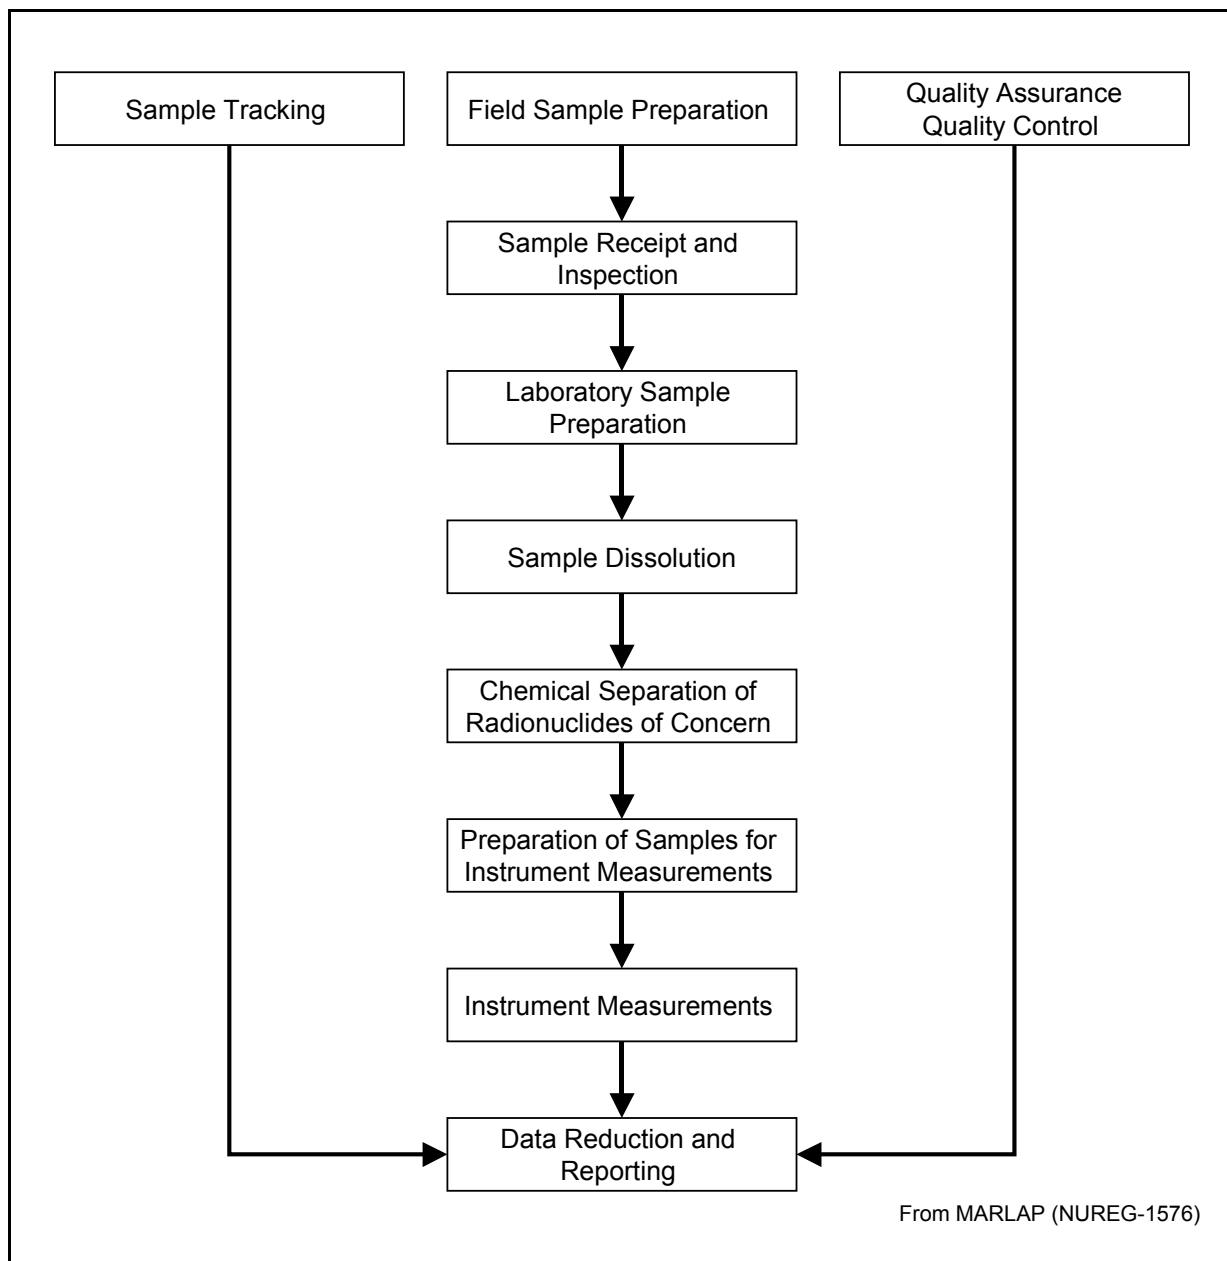 Sample Tracking
Field Sample Preparation
Quality Assurance
Quality Control
Sample Receipt and
Inspection
Laboratory Sample
Preparation
Sample Dissolution
Chemical Separation of
Radionuclides of Concern
Preparation of Samples for
Instrument Measurements
Instrument Measurements
Data Reduction and
Reporting
From MARLAP (NUREG-1576)